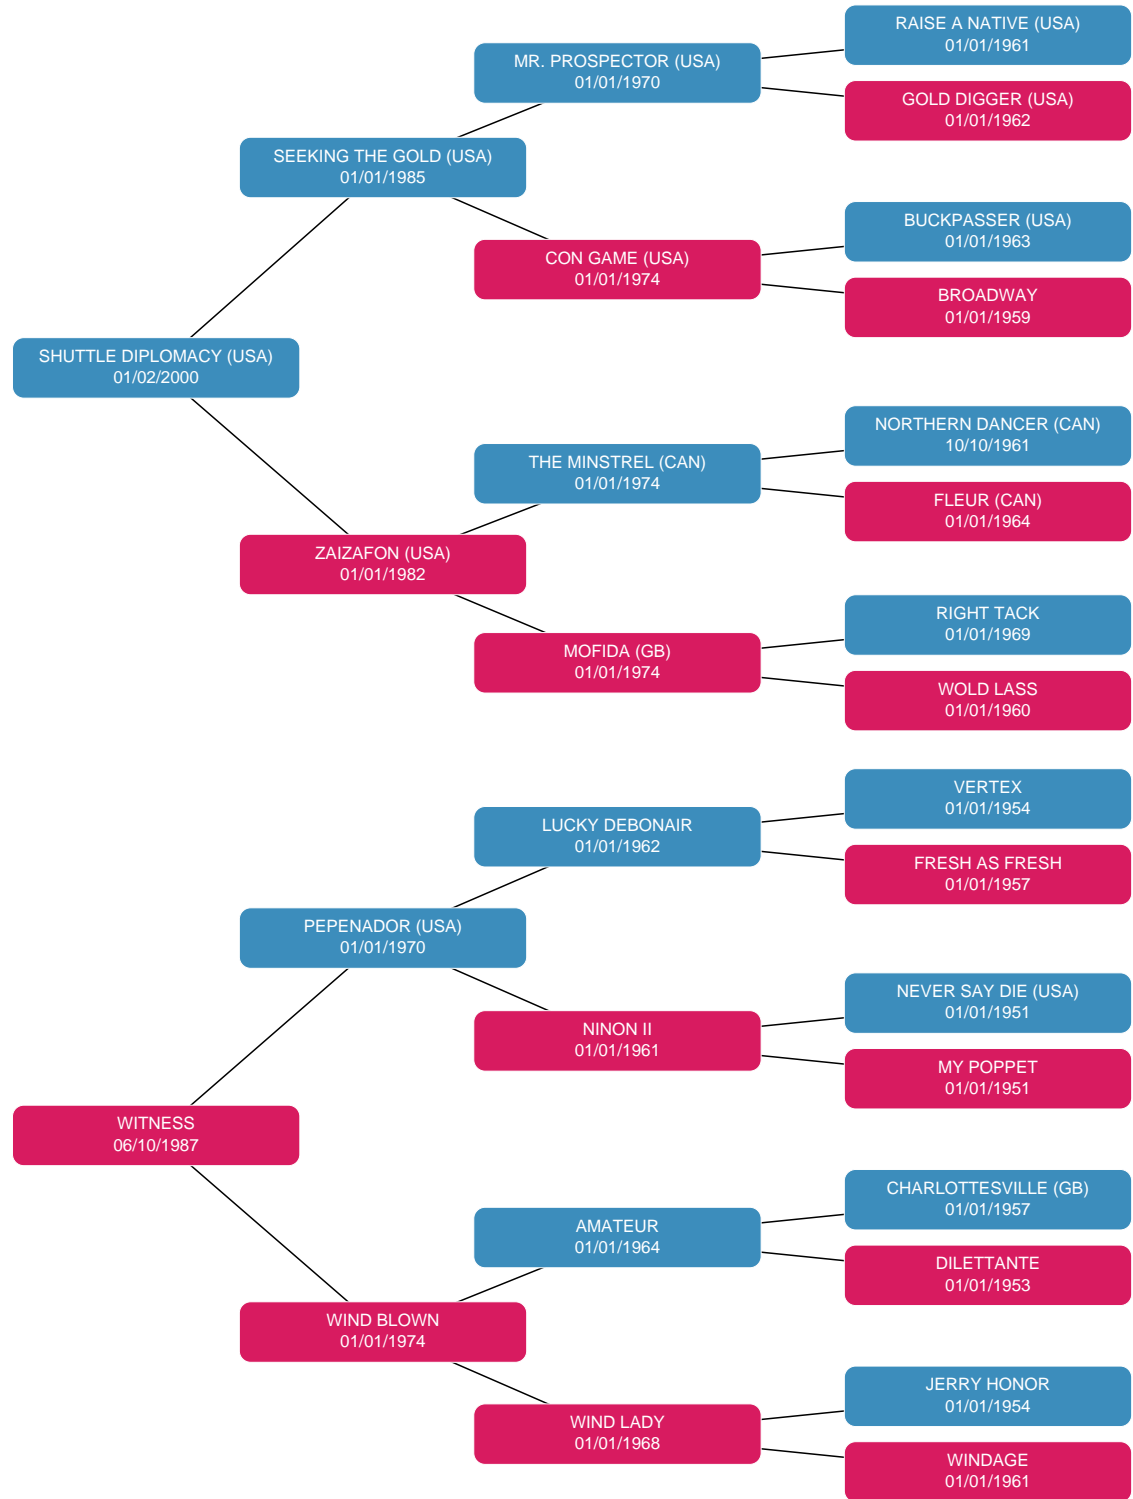 RAISE A NATIVE (USA)
01/01/1961
MR. PROSPECTOR (USA)
01/01/1970
GOLD DIGGER (USA)
01/01/1962
SEEKING THE GOLD (USA)
01/01/1985
BUCKPASSER (USA)
01/01/1963
CON GAME (USA)
01/01/1974
BROADWAY
01/01/1959
SHUTTLE DIPLOMACY (USA)
01/02/2000
NORTHERN DANCER (CAN)
10/10/1961
THE MINSTREL (CAN)
01/01/1974
FLEUR (CAN)
01/01/1964
ZAIZAFON (USA)
01/01/1982
RIGHT TACK
01/01/1969
MOFIDA (GB)
01/01/1974
WOLD LASS
01/01/1960
VERTEX
01/01/1954
LUCKY DEBONAIR
01/01/1962
FRESH AS FRESH
01/01/1957
PEPENADOR (USA)
01/01/1970
NEVER SAY DIE (USA)
01/01/1951
NINON II
01/01/1961
MY POPPET
01/01/1951
WITNESS
06/10/1987
CHARLOTTESVILLE (GB)
01/01/1957
AMATEUR
01/01/1964
DILETTANTE
01/01/1953
WIND BLOWN
01/01/1974
JERRY HONOR
01/01/1954
WIND LADY
01/01/1968
WINDAGE
01/01/1961